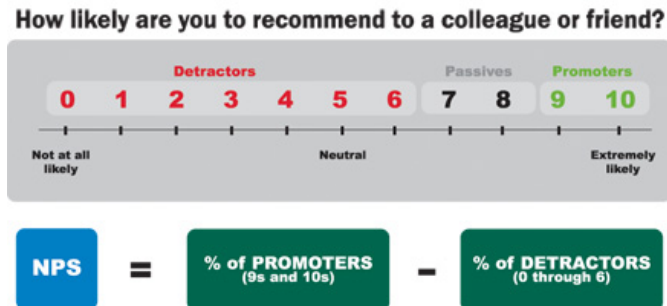 How likely are you to recommend to a colleague or friend?
Detractors Passives Promoters
0 1 2 3 4 5 6 7 8 9 10
Not at all likely
Neutral
Extremely likely
NPS = % of PROMOTERS (9s and 10s) - % of DETRACTORS (0 through 6)